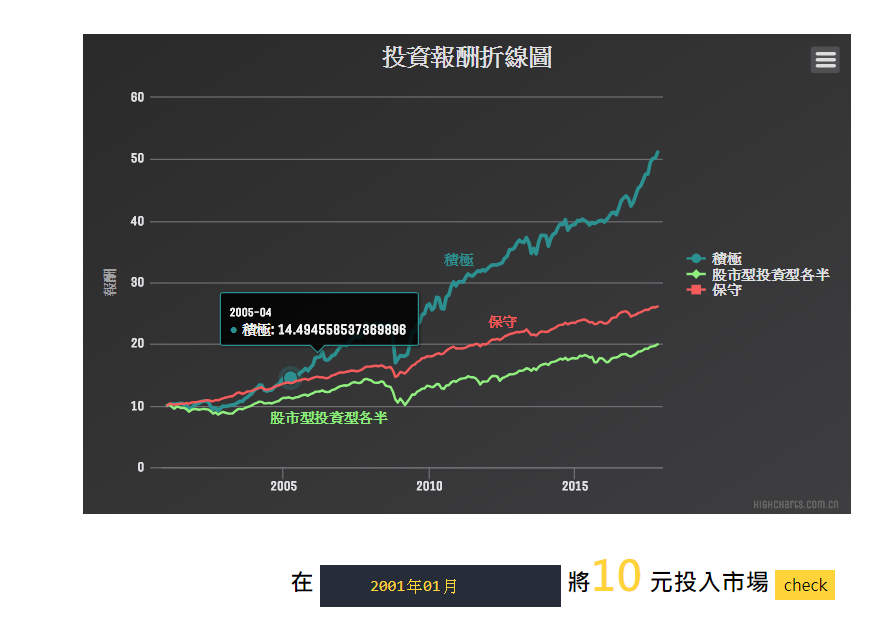 投資報酬折線圖
60
50
40
30
20
10
0
報酬
積極
保守
股市型投資型各半
2005-04
● 積極: 14.494558537369896
2005
2010
2015
積極
股市型投資型各半
保守
Highcharts.com.cn
在 2001年01月 將10 元投入市場 check